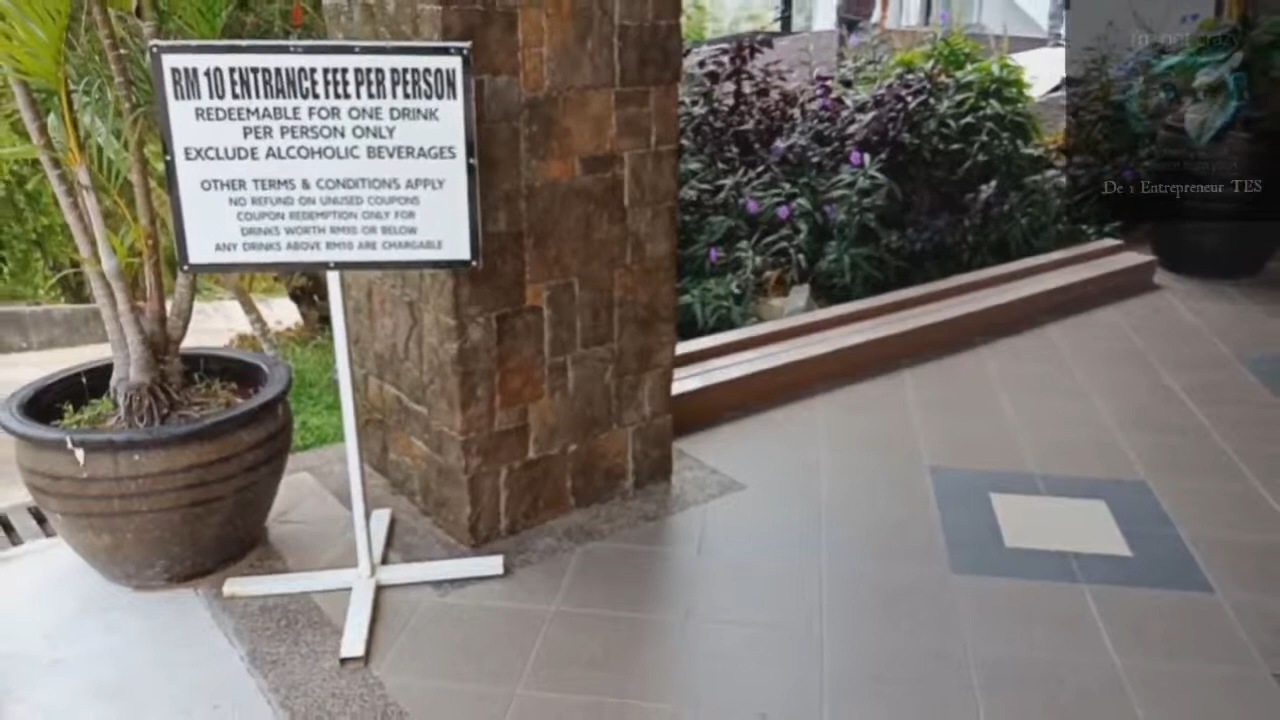 RM 10 ENTRANCE FEE PER PERSON
REDEEMABLE FOR ONE DRINK
PER PERSON ONLY
EXCLUDE ALCOHOLIC BEVERAGES
OTHER TERMS & CONDITIONS APPLY
NO REFUND ON UNUSED COUPONS
COUPON REDEMPTION ONLY FOR
DRINKS WORTH RM10 OR BELOW
ANY DRINKS ABOVE RM10 ARE CHARGABLE
De 1 Entrepreneur TES